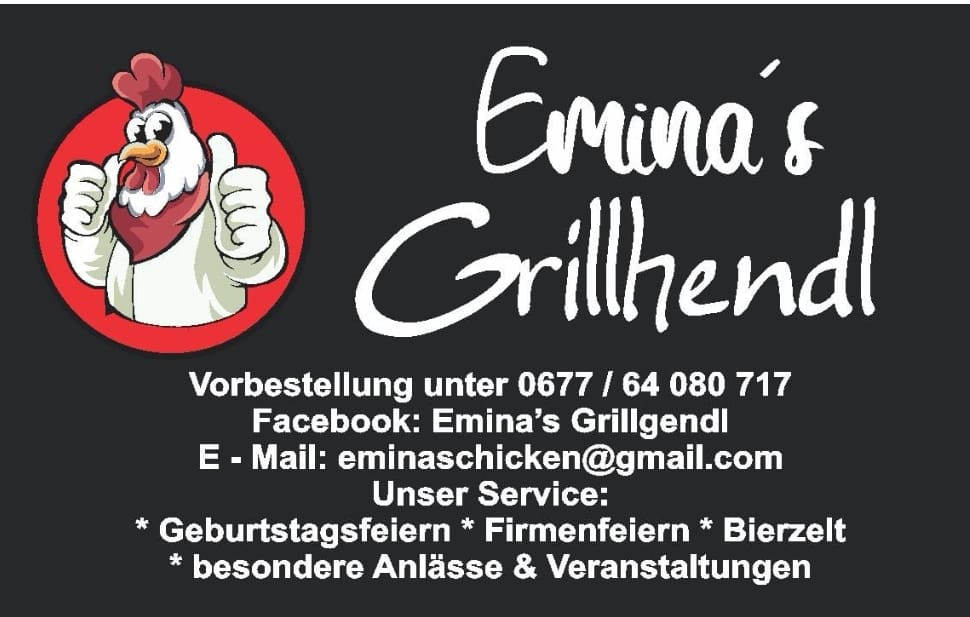 Emina´s
Grillhendl
Vorbestellung unter 0677 / 64 080 717
Facebook: Emina’s Grillgendl
E - Mail: eminaschicken@gmail.com
Unser Service:
* Geburtstagsfeiern * Firmenfeiern * Bierzelt
* besondere Anlässe & Veranstaltungen